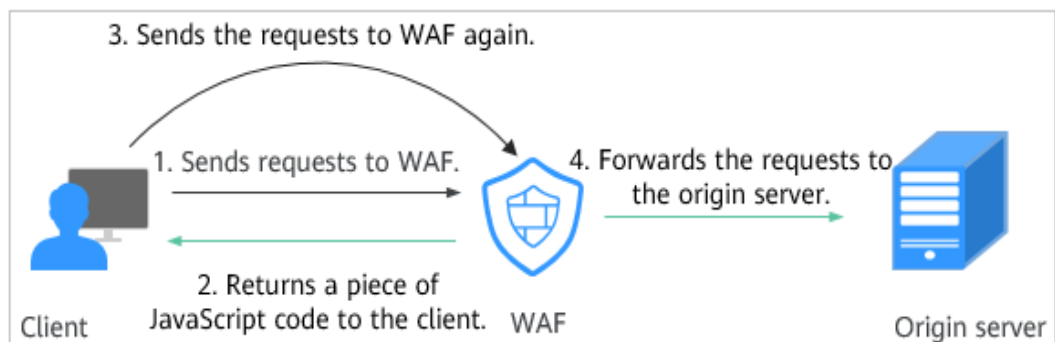 3. Sends the requests to WAF again.
1. Sends requests to WAF.
4. Forwards the requests to
the origin server.
2. Returns a piece of
JavaScript code to the client.
Client
WAF
Origin server